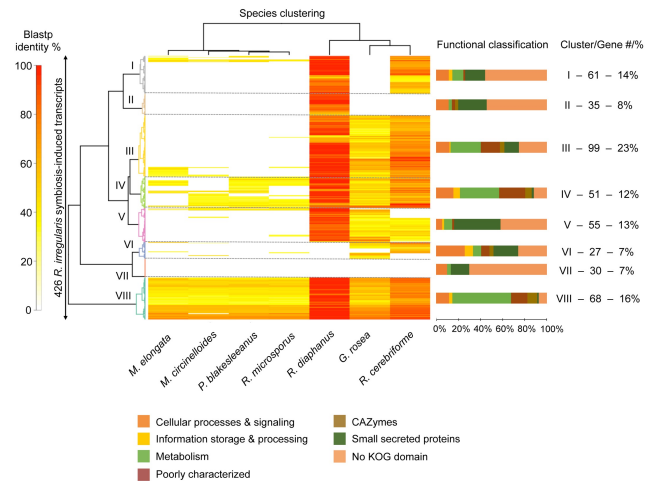 Species clustering
Blastp
identity %
Functional classification
Cluster/Gene #/%
100
80
60
40
20
0
426 R. irregularis symbiosis-induced transcripts
I
II
III
IV
V
VI
VII
VIII
I – 61 – 14%
II – 35 – 8%
III – 99 – 23%
IV – 51 – 12%
V – 55 – 13%
VI – 27 – 7%
VII – 30 – 7%
VIII – 68 – 16%
0% 20% 40% 60% 80% 100%
M. elongata
M. circinelloides
P. blakesleeanus
R. microsporus
R. diaphanus
G. rosea
R. cerebriforme
Cellular processes & signaling
Information storage & processing
Metabolism
Poorly characterized
CAZymes
Small secreted proteins
No KOG domain